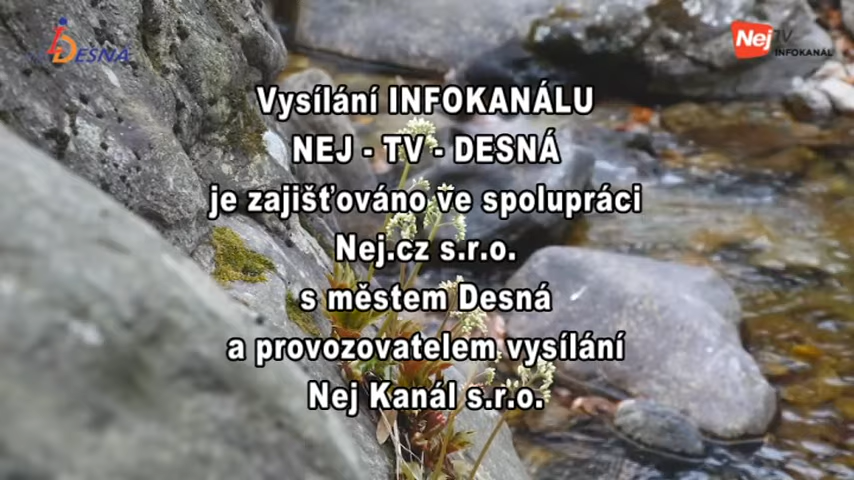 iDESNÁ
Nej TV
INFOKANÁL
Vysílání INFOKANÁLU
NEJ - TV - DESNÁ
je zajišťováno ve spolupráci
Nej.cz s.r.o.
s městem Desná
a provozovatelem vysílání
Nej Kanál s.r.o.